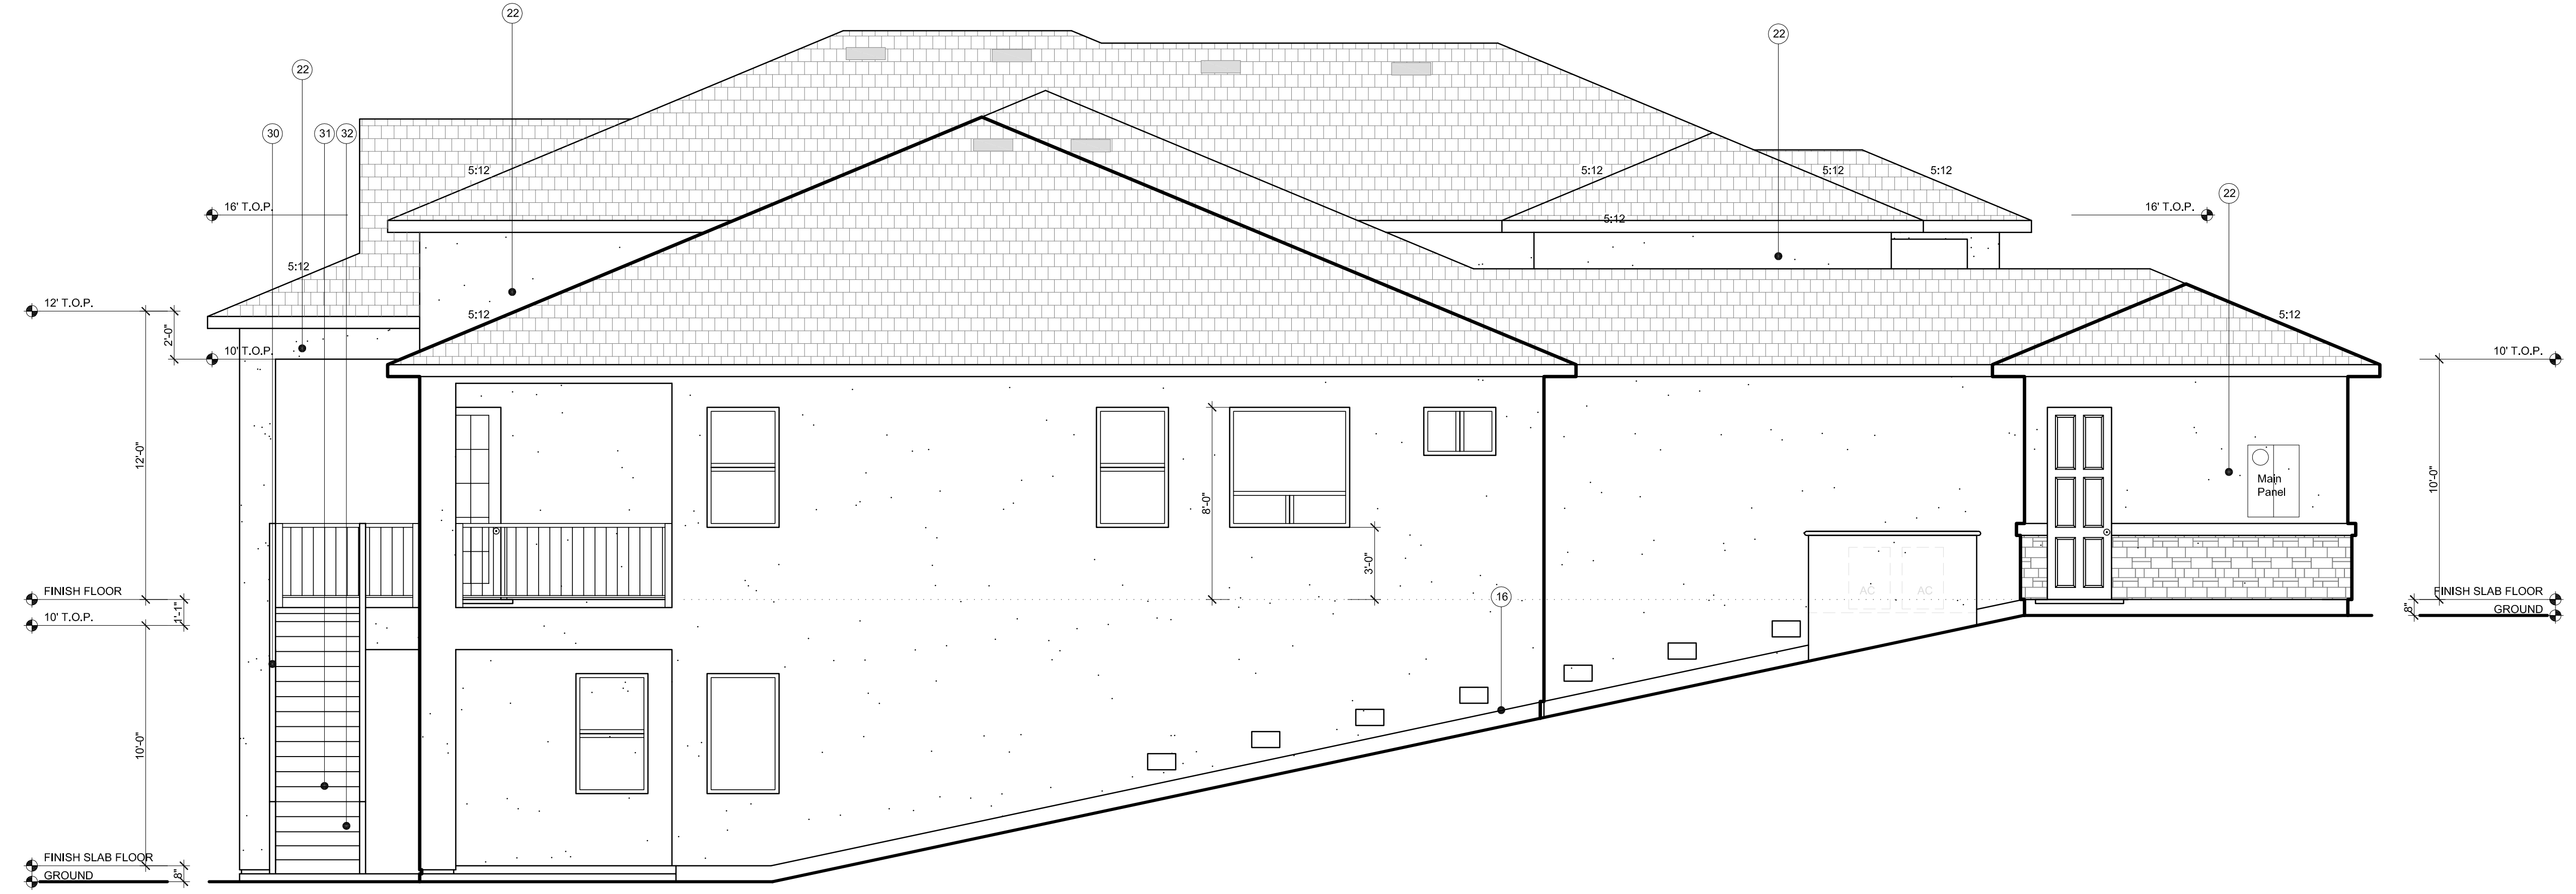 22
22
22
30
31
32
5:12
5:12
5:12
5:12
22
16' T.O.P.
16' T.O.P.
5:12
5:12
12' T.O.P.
2'-0"
5:12
5:12
10' T.O.P.
10' T.O.P.
12'-0"
8'-0"
10'-0"
Main
Panel
3'-0"
AC
AC
FINISH FLOOR
16
FINISH SLAB FLOOR
1'-1"
8"
GROUND
10' T.O.P.
10'-0"
FINISH SLAB FLOOR
8"
GROUND